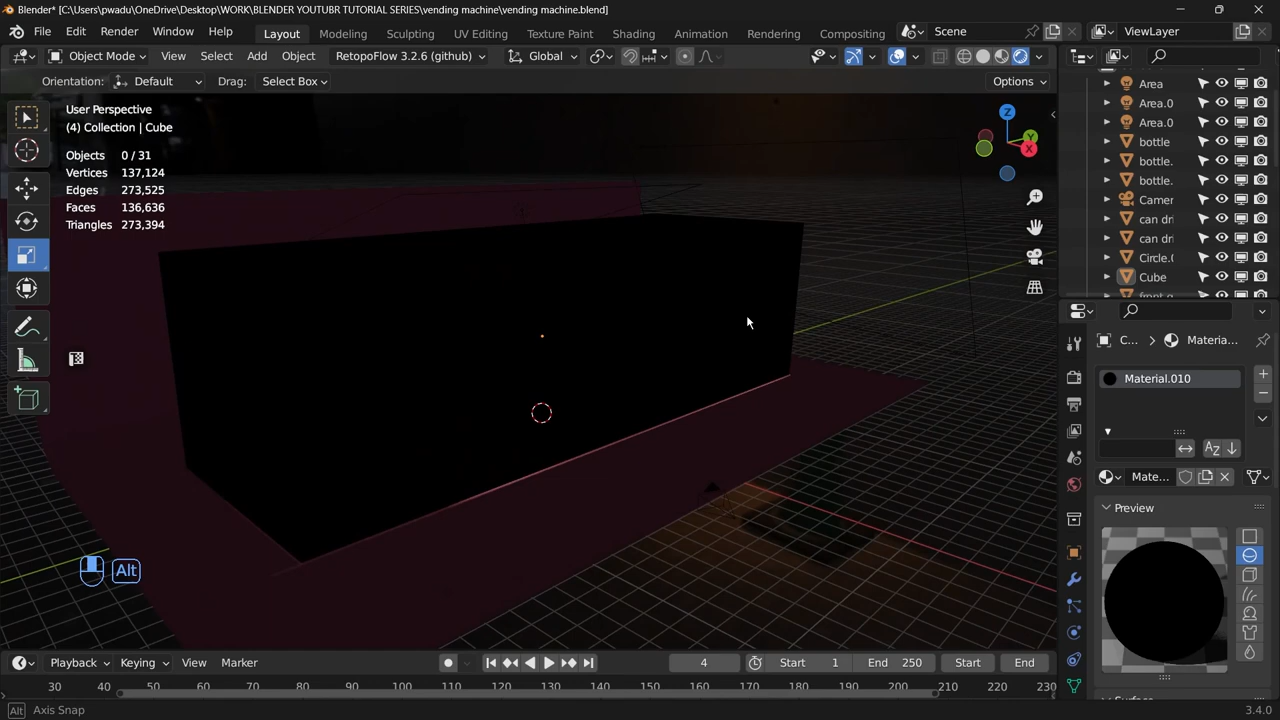 Blender* [C:\Users\pwadu\OneDrive\Desktop\WORK\BLENDER YOUTUBR TUTORIAL SERIES\vending machine\vending machine.blend]
File Edit Render Window Help Layout Modeling Sculpting UV Editing Texture Paint Shading Animation Rendering Compositing Scene ViewLayer
Object Mode View Select Add Object RetopoFlow 3.2.6 (github) Global
Orientation: Default Drag: Select Box Options
User Perspective
(4) Collection | Cube
Objects 0 / 31
Vertices 137,124
Edges 273,525
Faces 136,636
Triangles 273,394
Z
Y
X
Area
Area.0
Area.0
bottle
bottle.
bottle.
Camer
can dri
can dri
Circle.(
Cube
C... > Materia...
Material.010
Mate...
Preview
Alt
Playback Keying View Marker 4 Start 1 End 250 Start End
30 40 50 60 70 80 90 100 110 120 130 140 150 160 170 180 190 200 210 220 230
Alt Axis Snap 3.4.0